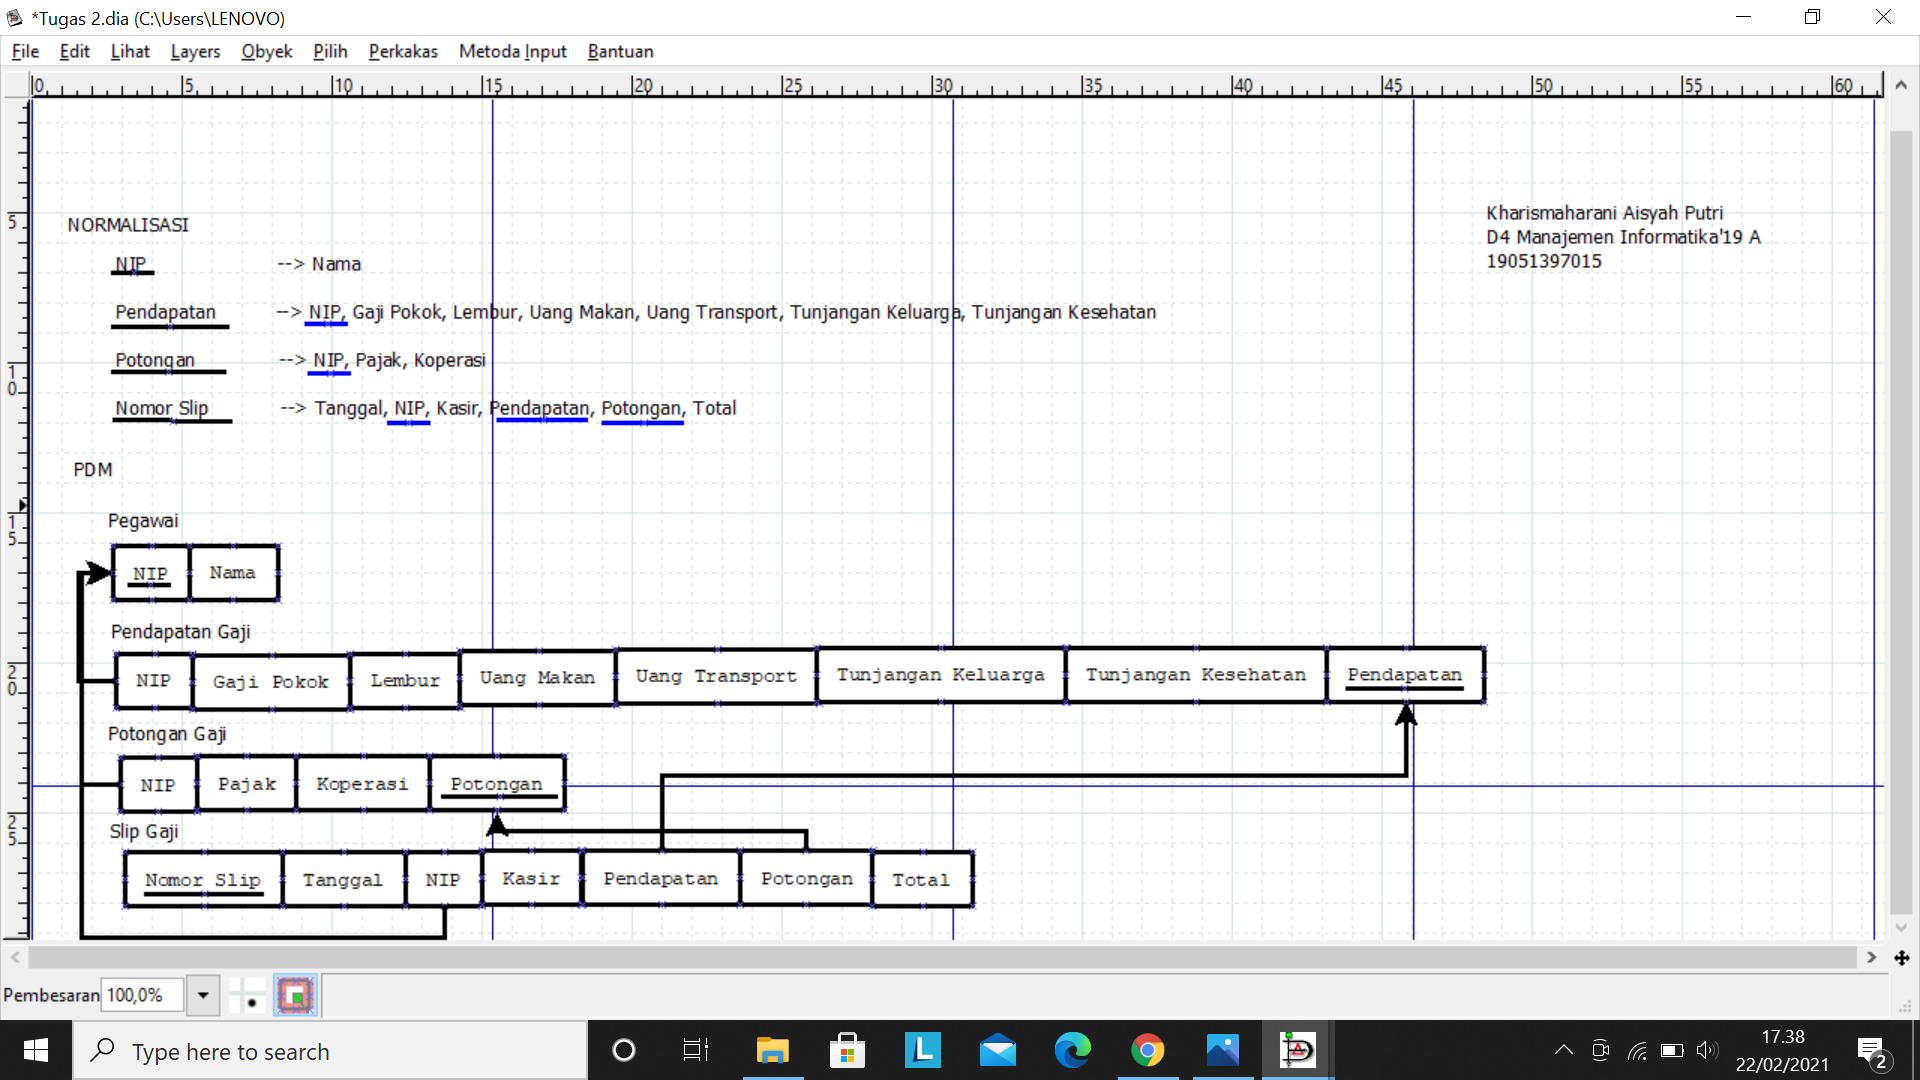 *Tugas 2.dia (C:\Users\LENOVO)
File Edit Lihat Layers Obyek Pilih Perkakas Metoda Input Bantuan
0 5 10 15 20 25 30 35 40 45 50 55 60
5
10
15
20
25
Kharismaharani Aisyah Putri
D4 Manajemen Informatika'19 A
19051397015
NORMALISASI
NIP --> Nama
Pendapatan --> NIP, Gaji Pokok, Lembur, Uang Makan, Uang Transport, Tunjangan Keluarga, Tunjangan Kesehatan
Potongan --> NIP, Pajak, Koperasi
Nomor Slip --> Tanggal, NIP, Kasir, Pendapatan, Potongan, Total
PDM
Pegawai
NIP Nama
Pendapatan Gaji
NIP Gaji Pokok Lembur Uang Makan Uang Transport Tunjangan Keluarga Tunjangan Kesehatan Pendapatan
Potongan Gaji
NIP Pajak Koperasi Potongan
Slip Gaji
Nomor Slip Tanggal NIP Kasir Pendapatan Potongan Total
Pembesaran 100,0%
Type here to search
L
17.38
22/02/2021
2